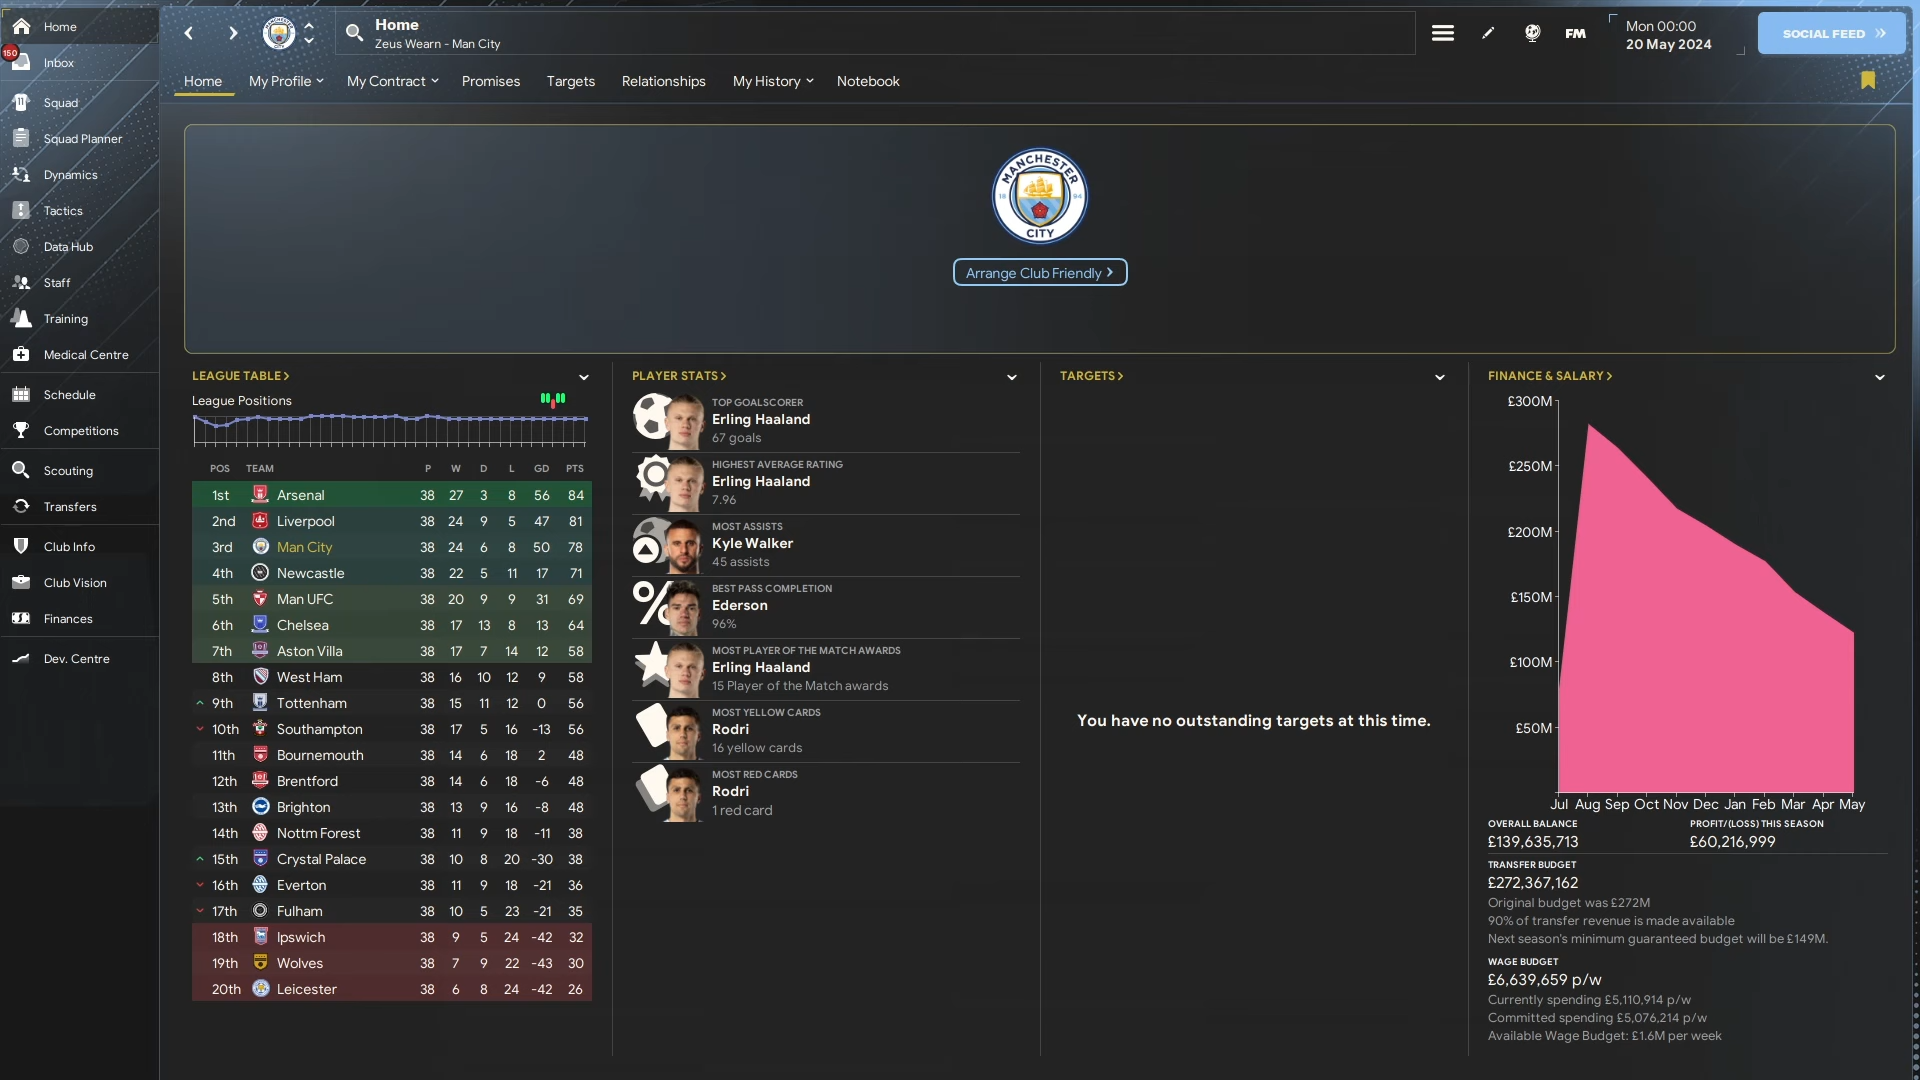 Home
150
Inbox
Squad
Squad Planner
Dynamics
Tactics
Data Hub
Staff
Training
Medical Centre
Schedule
Competitions
Scouting
Transfers
Club Info
Club Vision
Finances
Dev. Centre
Home
Zeus Wearn - Man City
FM
Mon 00:00
20 May 2024
SOCIAL FEED
Home My Profile My Contract Promises Targets Relationships My History Notebook
MANCHESTER
18 94
CITY
Arrange Club Friendly
LEAGUE TABLE
League Positions
POS TEAM P W D L GD PTS
1st Arsenal 38 27 3 8 56 84
2nd Liverpool 38 24 9 5 47 81
3rd Man City 38 24 6 8 50 78
4th Newcastle 38 22 5 11 17 71
5th Man UFC 38 20 9 9 31 69
6th Chelsea 38 17 13 8 13 64
7th Aston Villa 38 17 7 14 12 58
8th West Ham 38 16 10 12 9 58
9th Tottenham 38 15 11 12 0 56
10th Southampton 38 17 5 16 -13 56
11th Bournemouth 38 14 6 18 2 48
12th Brentford 38 14 6 18 -6 48
13th Brighton 38 13 9 16 -8 48
14th Nottm Forest 38 11 9 18 -11 38
15th Crystal Palace 38 10 8 20 -30 38
16th Everton 38 11 9 18 -21 36
17th Fulham 38 10 5 23 -21 35
18th Ipswich 38 9 5 24 -42 32
19th Wolves 38 7 9 22 -43 30
20th Leicester 38 6 8 24 -42 26
PLAYER STATS
TOP GOALSCORER
Erling Haaland
67 goals
HIGHEST AVERAGE RATING
Erling Haaland
7.96
MOST ASSISTS
Kyle Walker
45 assists
BEST PASS COMPLETION
Ederson
96%
MOST PLAYER OF THE MATCH AWARDS
Erling Haaland
15 Player of the Match awards
MOST YELLOW CARDS
Rodri
16 yellow cards
MOST RED CARDS
Rodri
1 red card
TARGETS
You have no outstanding targets at this time.
FINANCE & SALARY
£300M
£250M
£200M
£150M
£100M
£50M
Jul Aug Sep Oct Nov Dec Jan Feb Mar Apr May
OVERALL BALANCE PROFIT/(LOSS) THIS SEASON
£139,635,713 £60,216,999
TRANSFER BUDGET
£272,367,162
Original budget was £272M
90% of transfer revenue is made available
Next season's minimum guaranteed budget will be £149M.
WAGE BUDGET
£6,639,659 p/w
Currently spending £5,110,914 p/w
Committed spending £5,076,214 p/w
Available Wage Budget: £1.6M per week